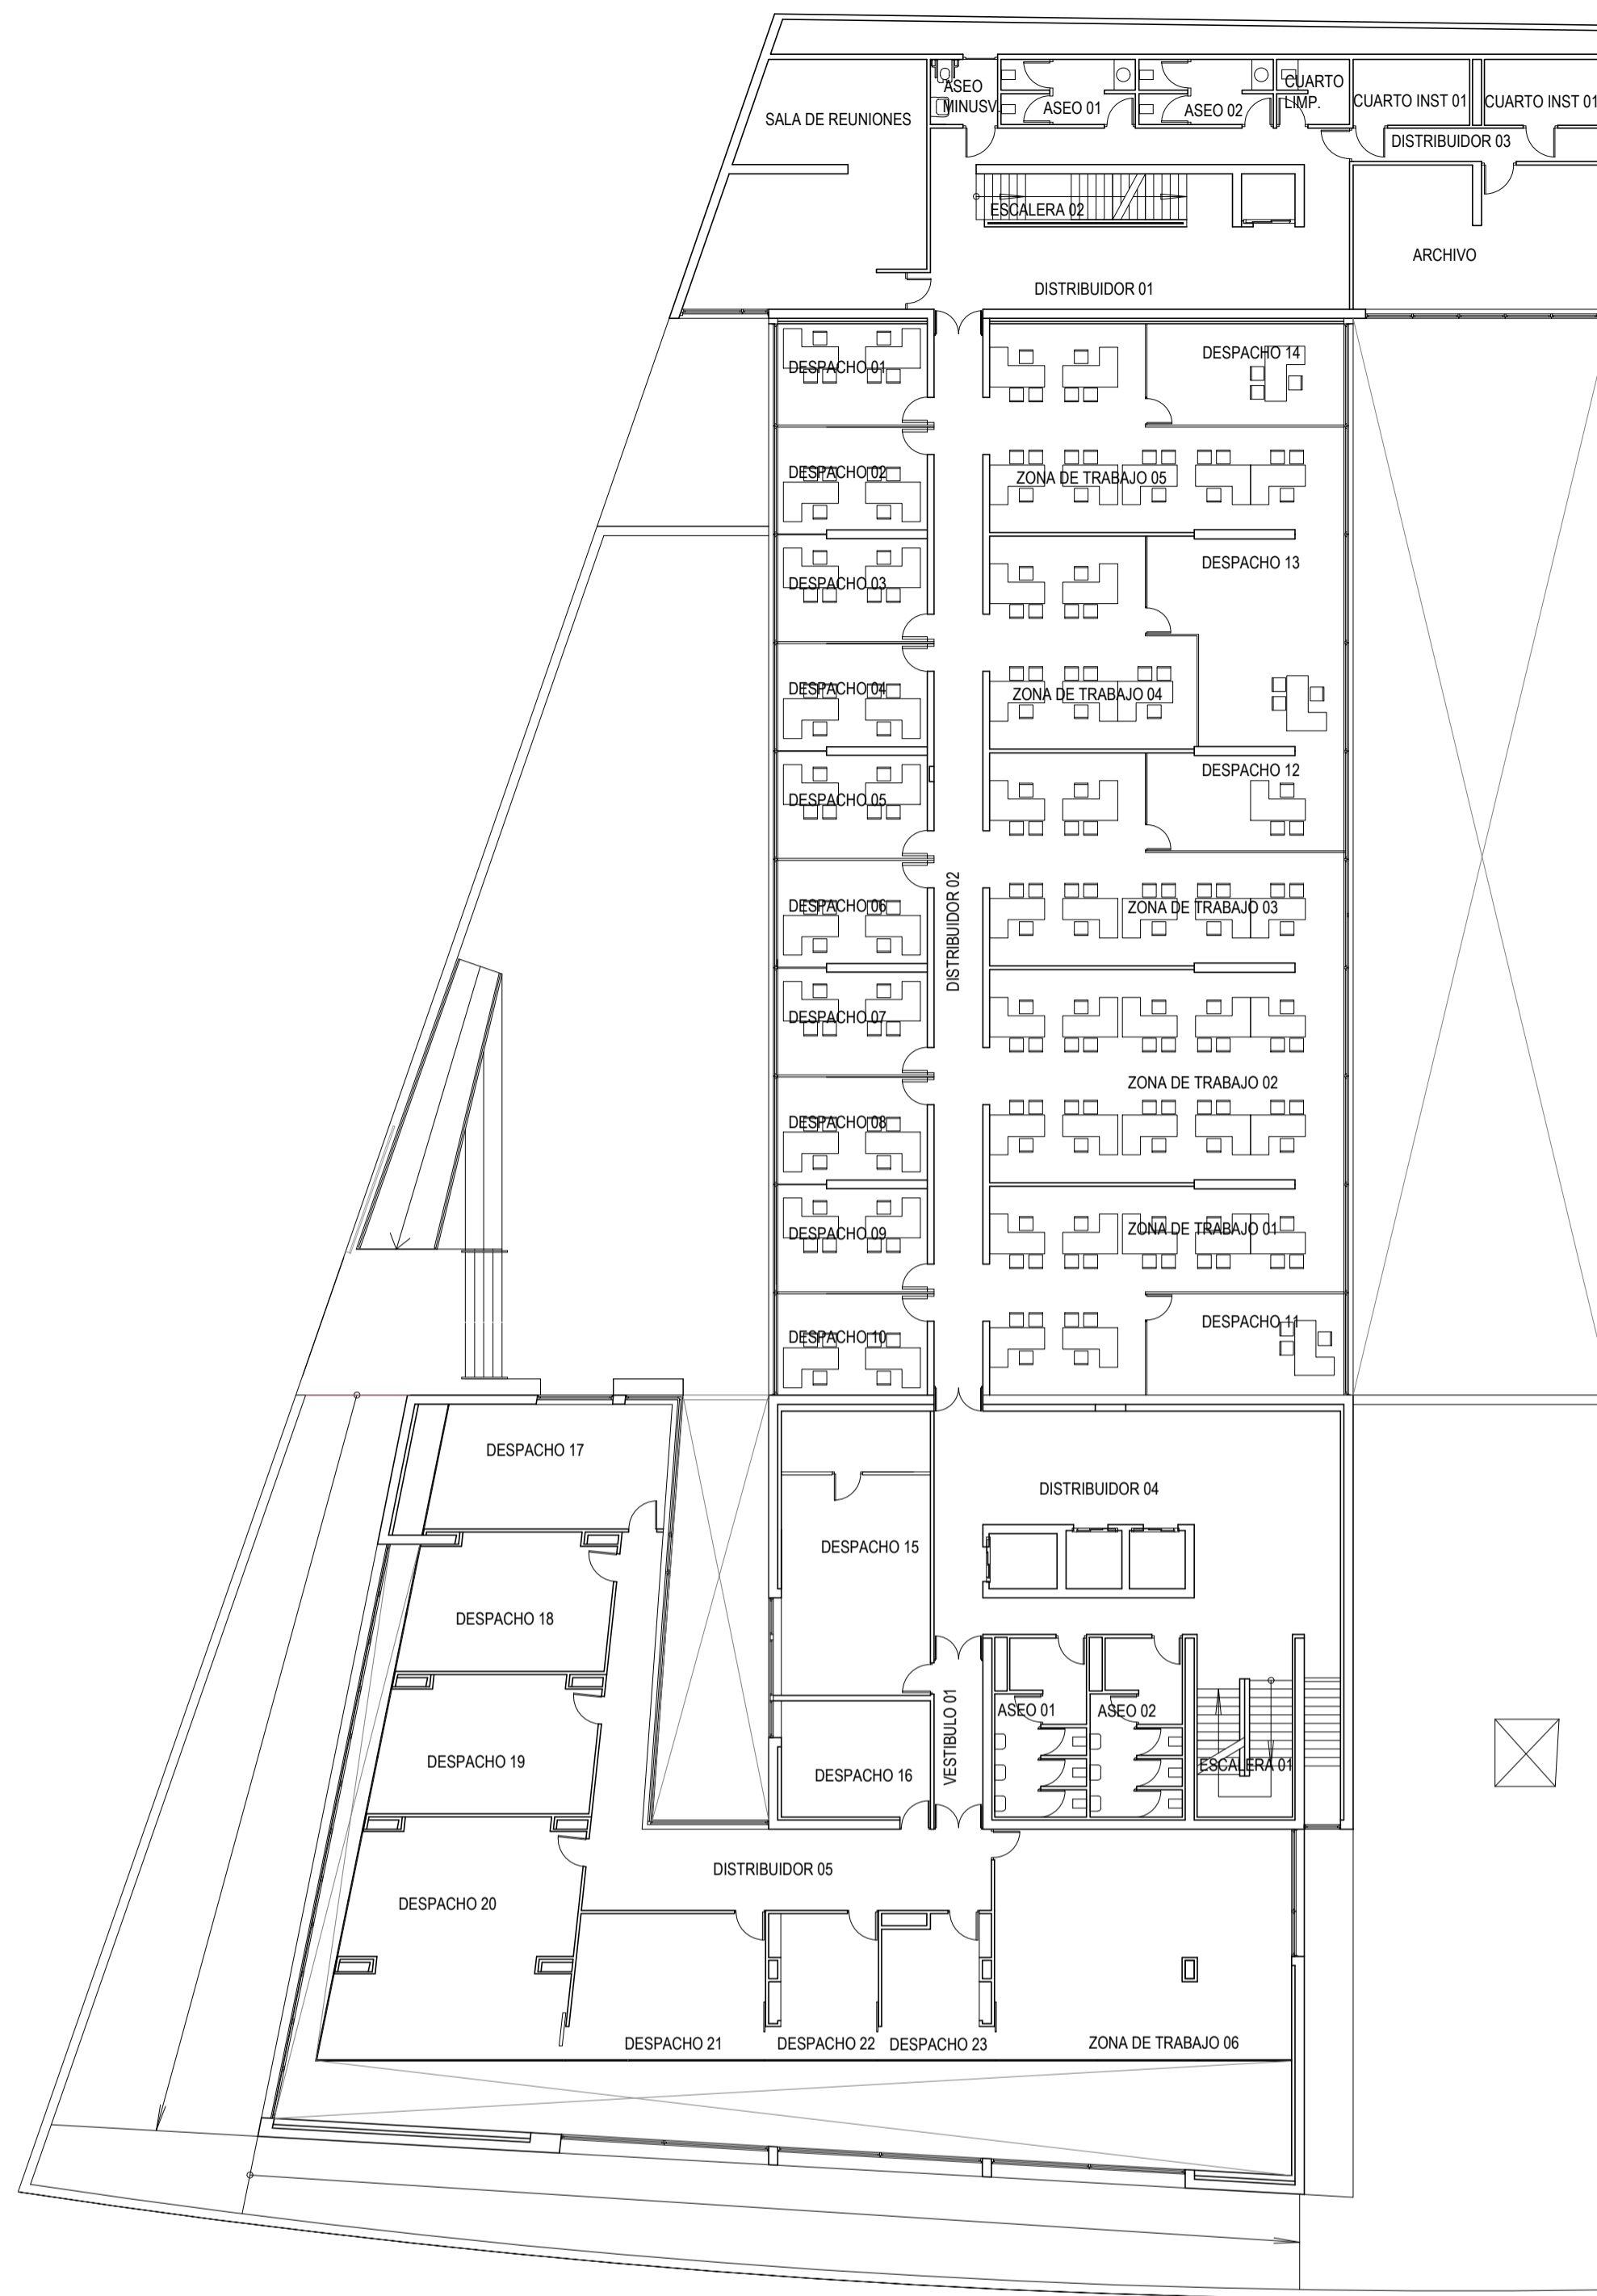 ASEO
MINUSV.
ASEO 01
ASEO 02
CUARTO
LIMP.
CUARTO INST 01
CUARTO INST 01
SALA DE REUNIONES
DISTRIBUIDOR 03
ESCALERA 02
ARCHIVO
DISTRIBUIDOR 01
DESPACHO 01
DESPACHO 14
DESPACHO 02
ZONA DE TRABAJO 05
DESPACHO 03
DESPACHO 13
DESPACHO 04
ZONA DE TRABAJO 04
DESPACHO 05
DESPACHO 12
DESPACHO 06
DISTRIBUIDOR 02
ZONA DE TRABAJO 03
DESPACHO 07
ZONA DE TRABAJO 02
DESPACHO 08
DESPACHO 09
ZONA DE TRABAJO 01
DESPACHO 10
DESPACHO 11
DESPACHO 17
DISTRIBUIDOR 04
DESPACHO 15
DESPACHO 18
ASEO 01
ASEO 02
VESTIBULO 01
DESPACHO 19
DESPACHO 16
ESCALERA 01
DISTRIBUIDOR 05
DESPACHO 20
DESPACHO 21
DESPACHO 22
DESPACHO 23
ZONA DE TRABAJO 06